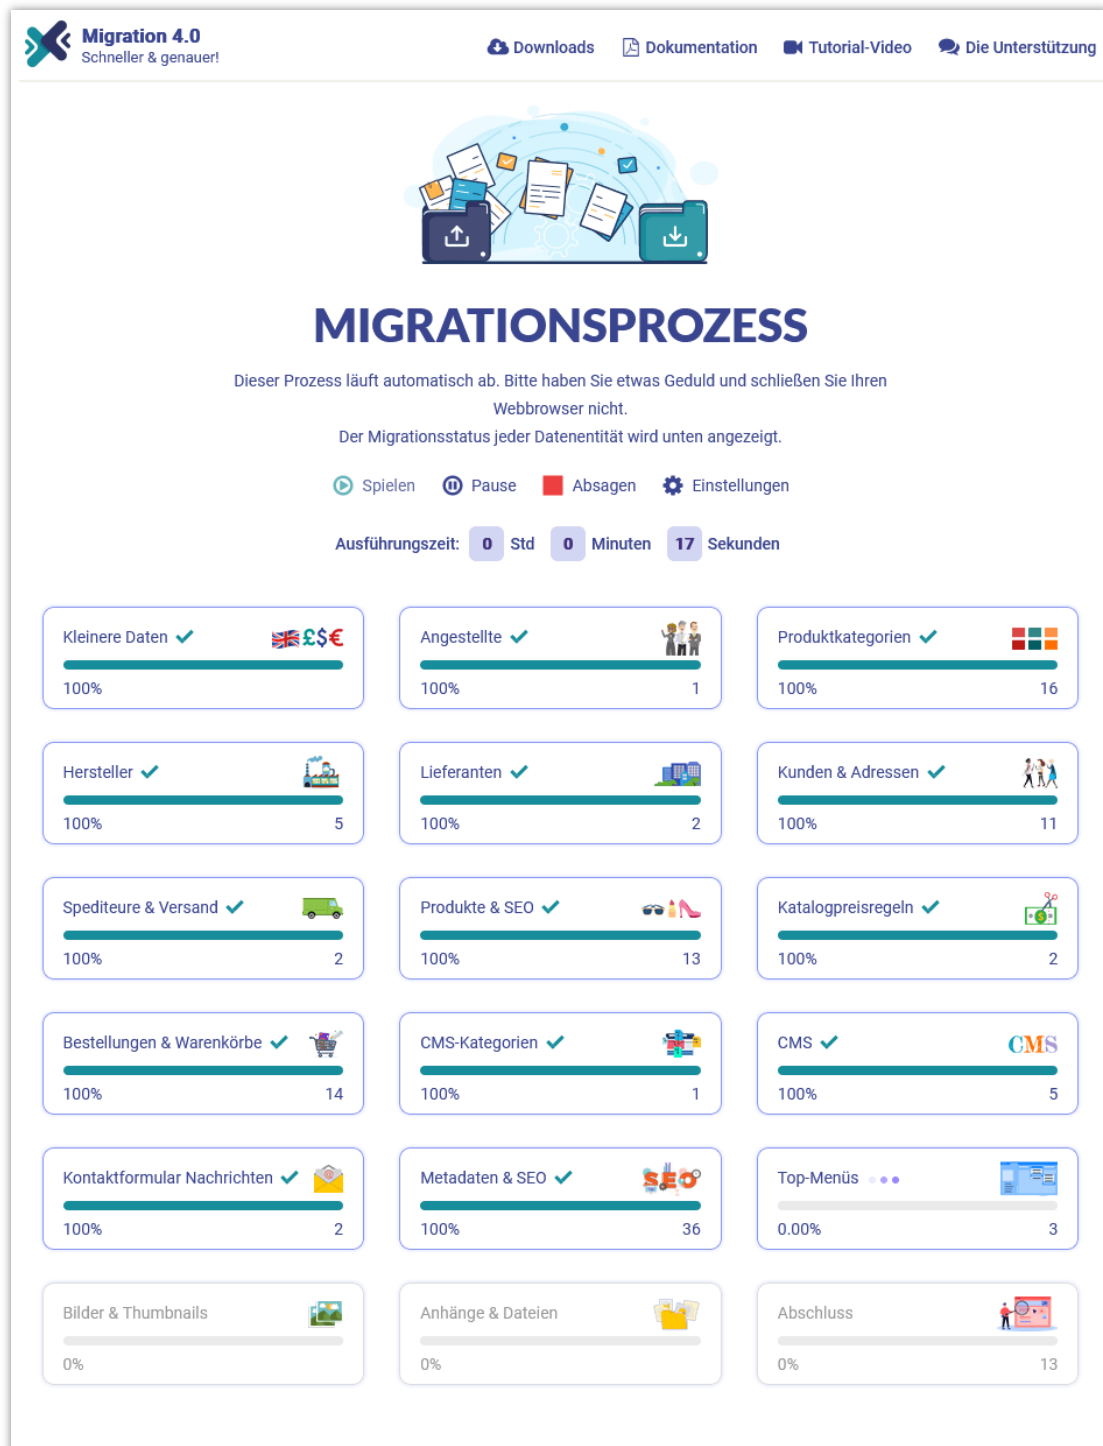 Migration 4.0
Schneller & genauer!
Downloads
Dokumentation
Tutorial-Video
Die Unterstützung
MIGRATIONSPROZESS
Dieser Prozess läuft automatisch ab. Bitte haben Sie etwas Geduld und schließen Sie Ihren
Webbrowser nicht.
Der Migrationsstatus jeder Datenentität wird unten angezeigt.
Spielen
Pause
Absagen
Einstellungen
Ausführungszeit: 0 Std 0 Minuten 17 Sekunden
Kleinere Daten
£$€
100%
Angestellte
100% 1
Produktkategorien
100% 16
Hersteller
100% 5
Lieferanten
100% 2
Kunden & Adressen
100% 11
Spediteure & Versand
100% 2
Produkte & SEO
100% 13
Katalogpreisregeln
$
100% 2
Bestellungen & Warenkörbe
100% 14
CMS-Kategorien
100% 1
CMS
CMS
100% 5
Kontaktformular Nachrichten
@
100% 2
Metadaten & SEO
SEO
100% 36
Top-Menüs
0.00% 3
Bilder & Thumbnails
0%
Anhänge & Dateien
0%
Abschluss
0% 13